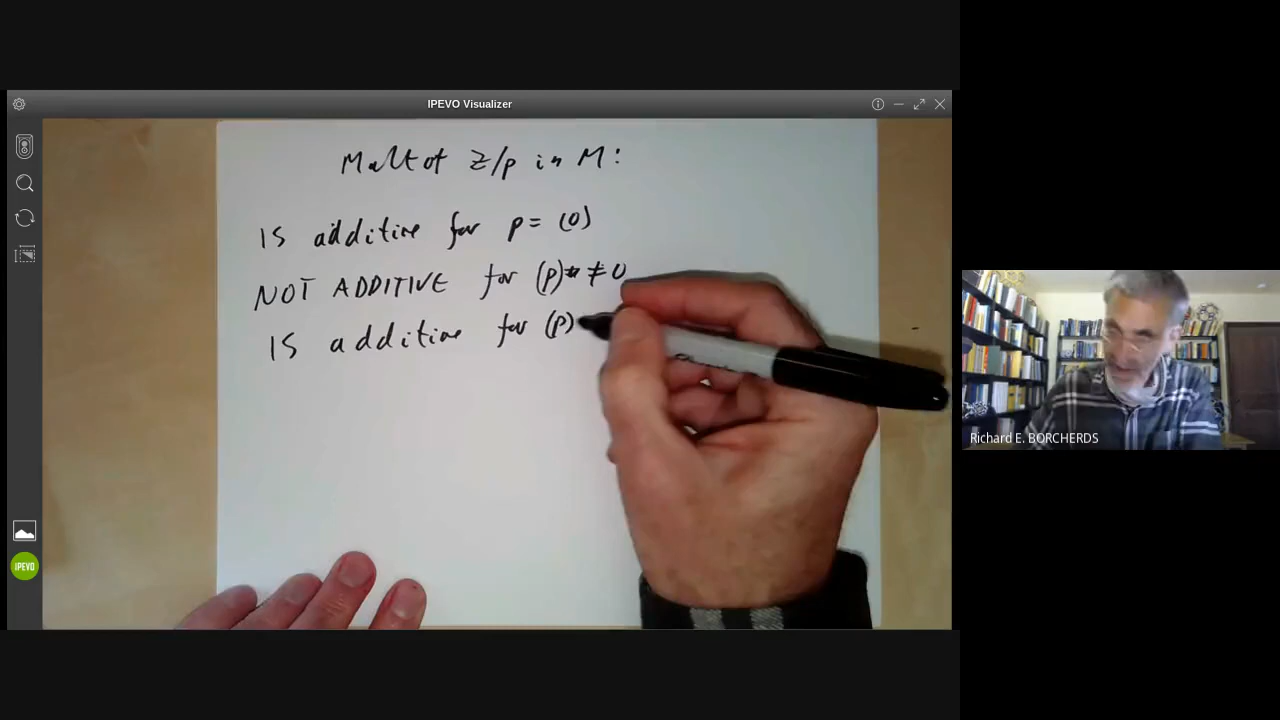 IPEVO Visualizer
Mult of Z/p in M:
IS additive for p = (0)
NOT ADDITIVE for (p) ≠ 0
IS additive for (p)
IPEVO
Richard E. BORCHERDS